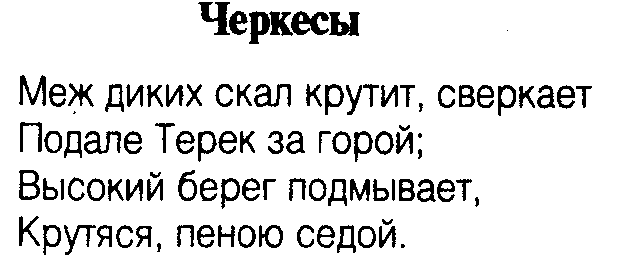 Черкесы
Меж диких скал крутит, сверкает
Подале Терек за горой;
Высокий берег подмывает,
Крутяся, пеною седой.